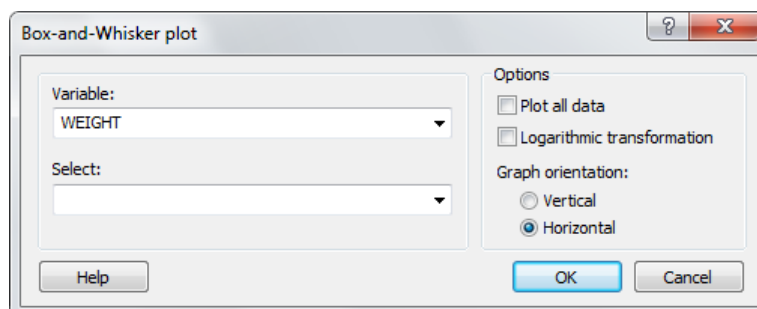 Box-and-Whisker plot
?
Variable:
WEIGHT
Select:
Options
Plot all data
Logarithmic transformation
Graph orientation:
Vertical
Horizontal
Help
OK
Cancel